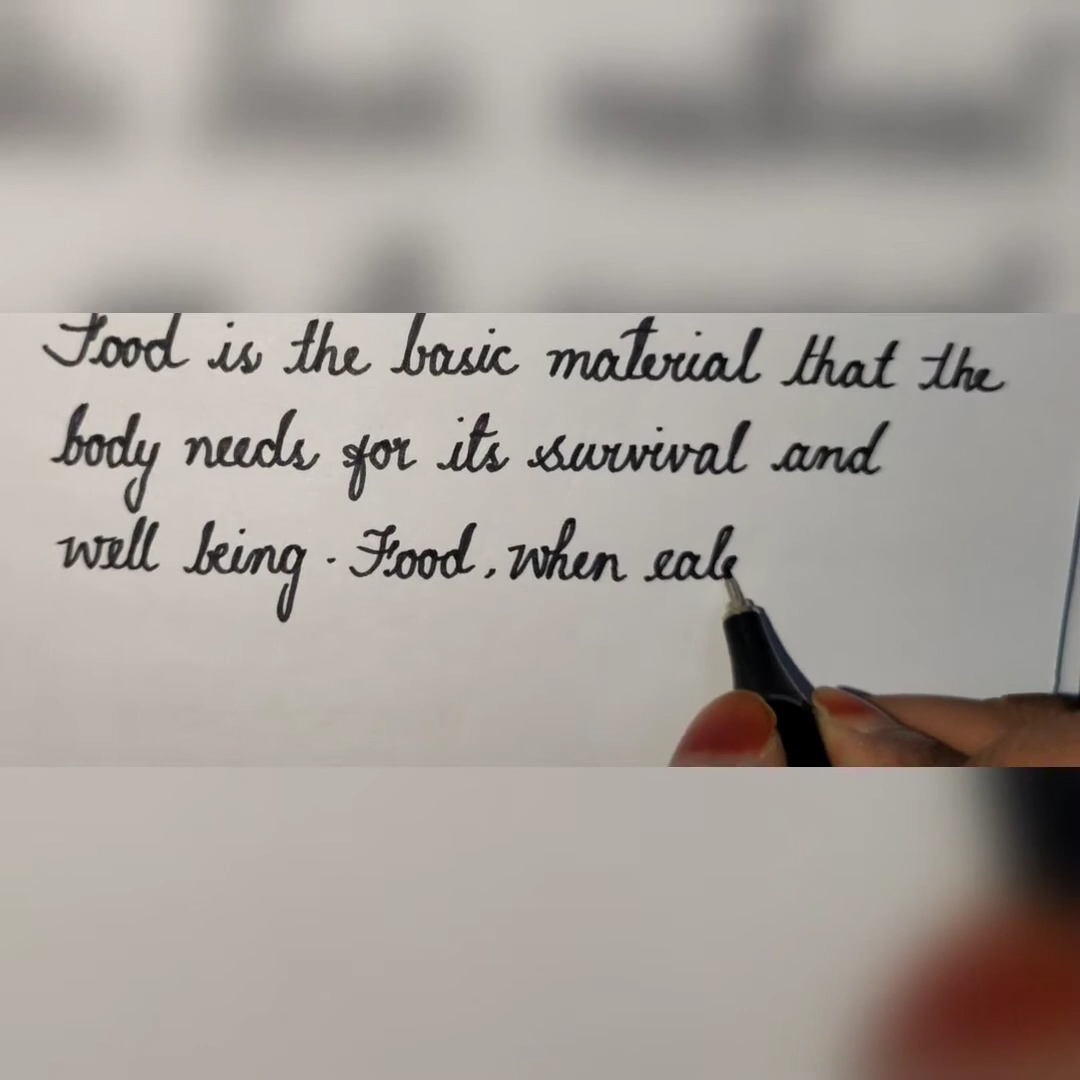 Food is the basic material that the
body needs for its survival and
well being. Food, when